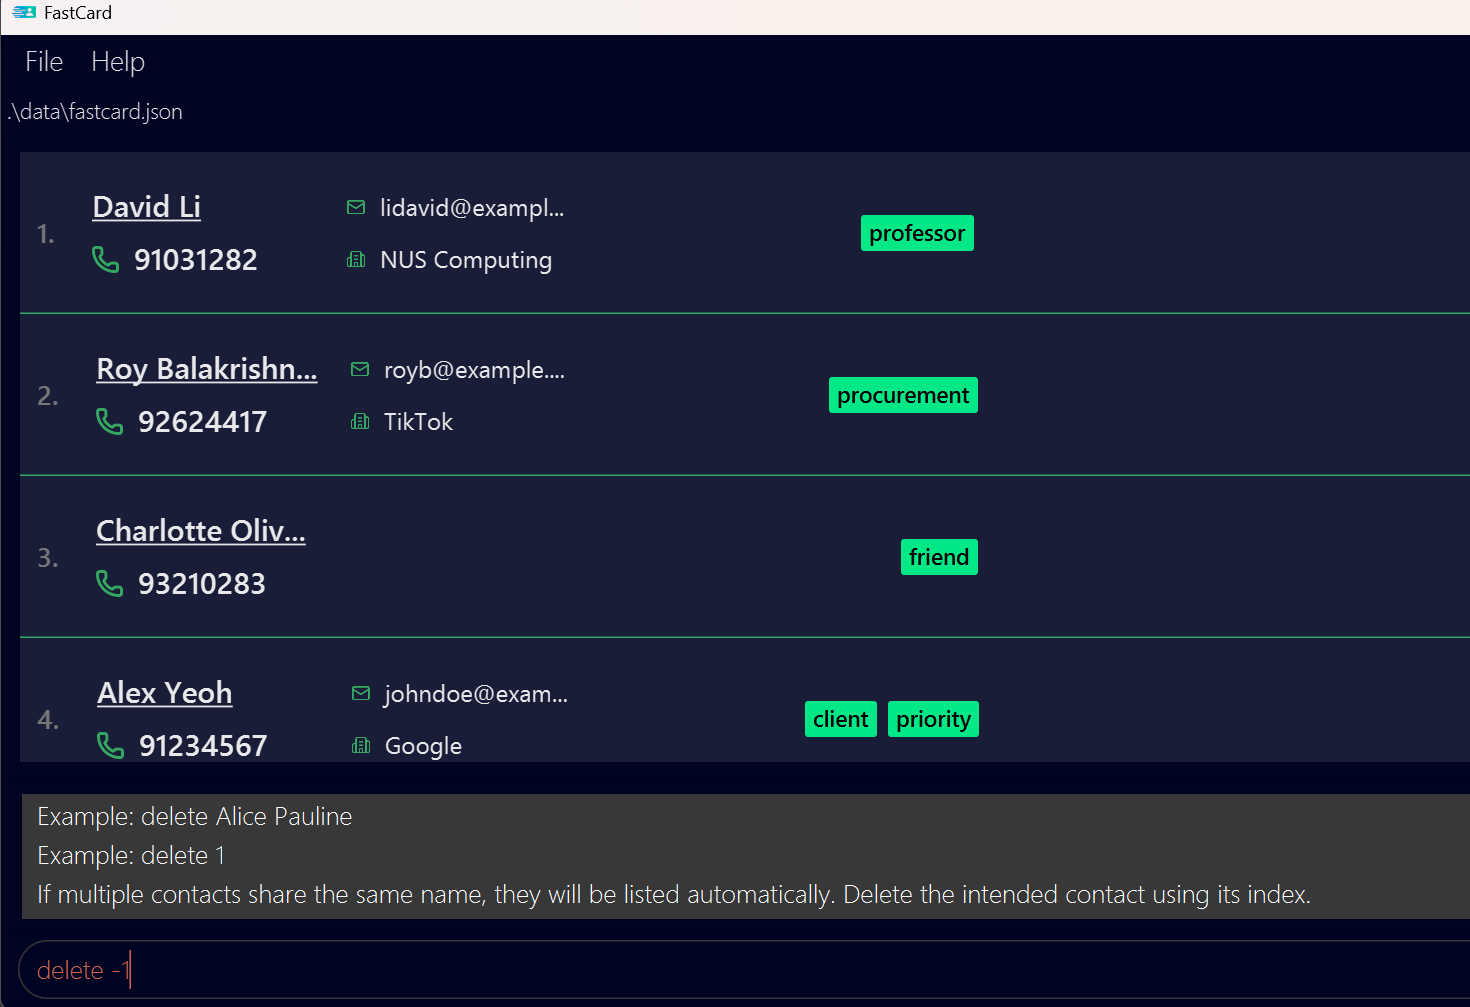 FastCard
File Help
.\data\fastcard.json
1.
David Li
91031282
lidavid@exampl...
NUS Computing
professor
2.
Roy Balakrishn...
92624417
royb@example....
TikTok
procurement
3.
Charlotte Oliv...
93210283
friend
4.
Alex Yeoh
91234567
johndoe@exam...
Google
client priority
Example: delete Alice Pauline
Example: delete 1
If multiple contacts share the same name, they will be listed automatically. Delete the intended contact using its index.
delete -1